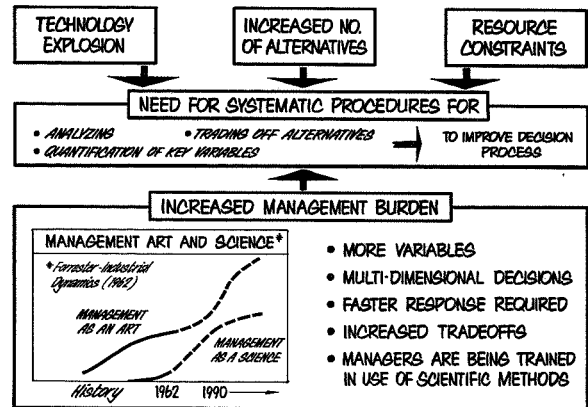 TECHNOLOGY
EXPLOSION
INCREASED NO.
OF ALTERNATIVES
RESOURCE
CONSTRAINTS
NEED FOR SYSTEMATIC PROCEDURES FOR
• ANALYZING
• TRADING OFF ALTERNATIVES
• QUANTIFICATION OF KEY VARIABLES
TO IMPROVE DECISION
PROCESS
INCREASED MANAGEMENT BURDEN
MANAGEMENT ART AND SCIENCE*
* Forraster-Industrial
Dynamics (1962)
MANAGEMENT
AS AN ART
MANAGEMENT
AS A SCIENCE
History 1962 1990
• MORE VARIABLES
• MULTI-DIMENSIONAL DECISIONS
• FASTER RESPONSE REQUIRED
• INCREASED TRADEOFFS
• MANAGERS ARE BEING TRAINED
IN USE OF SCIENTIFIC METHODS